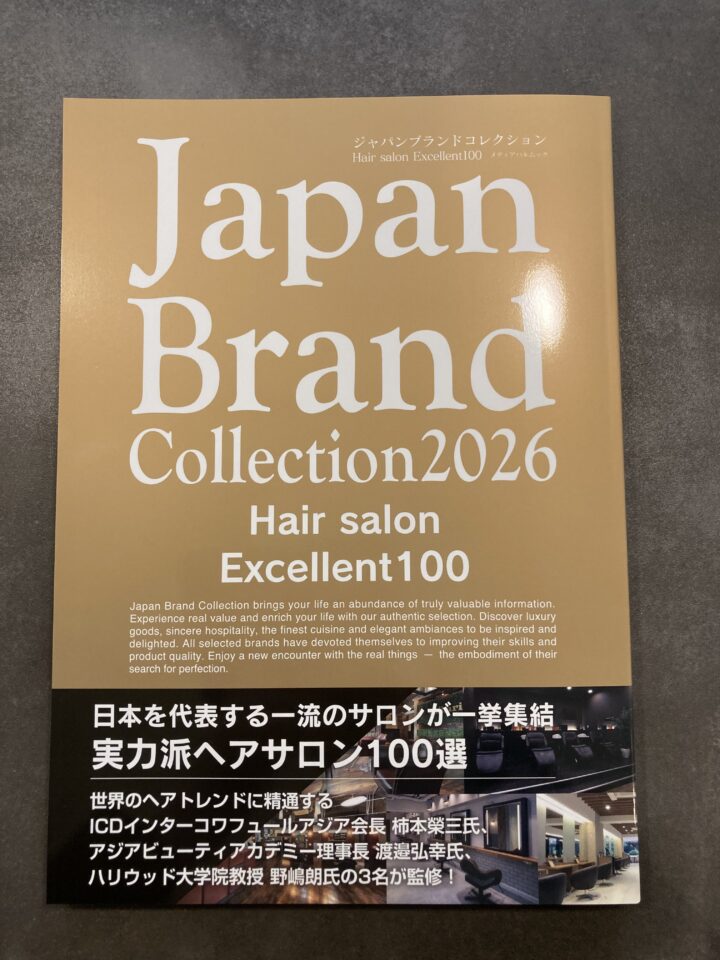 ジャパンブランドコレクション
Hair salon Excellent100 メディアパルムック
Japan
Brand
Collection2026
Hair salon
Excellent100
Japan Brand Collection brings your life an abundance of truly valuable information.
Experience real value and enrich your life with our authentic selection. Discover luxury
goods, sincere hospitality, the finest cuisine and elegant ambiances to be inspired and
delighted. All selected brands have devoted themselves to improving their skills and
product quality. Enjoy a new encounter with the real things — the embodiment of their
search for perfection.
日本を代表する一流のサロンが一挙集結
実力派ヘアサロン100選
世界のヘアトレンドに精通する
ICDインターコワフュールアジア会長 柿本榮三氏、
アジアビューティアカデミー理事長 渡邉弘幸氏、
ハリウッド大学院教授 野嶋朗氏の3名が監修！